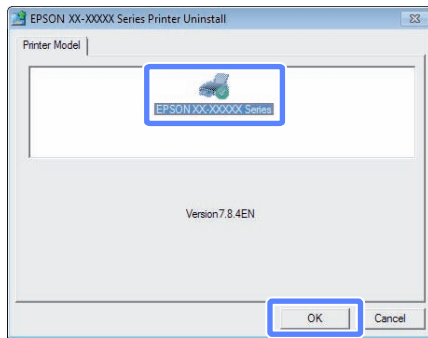 EPSON XX-XXXXX Series Printer Uninstall
Printer Model
EPSON XX-XXXXX Series
Version7.8.4EN
OK Cancel